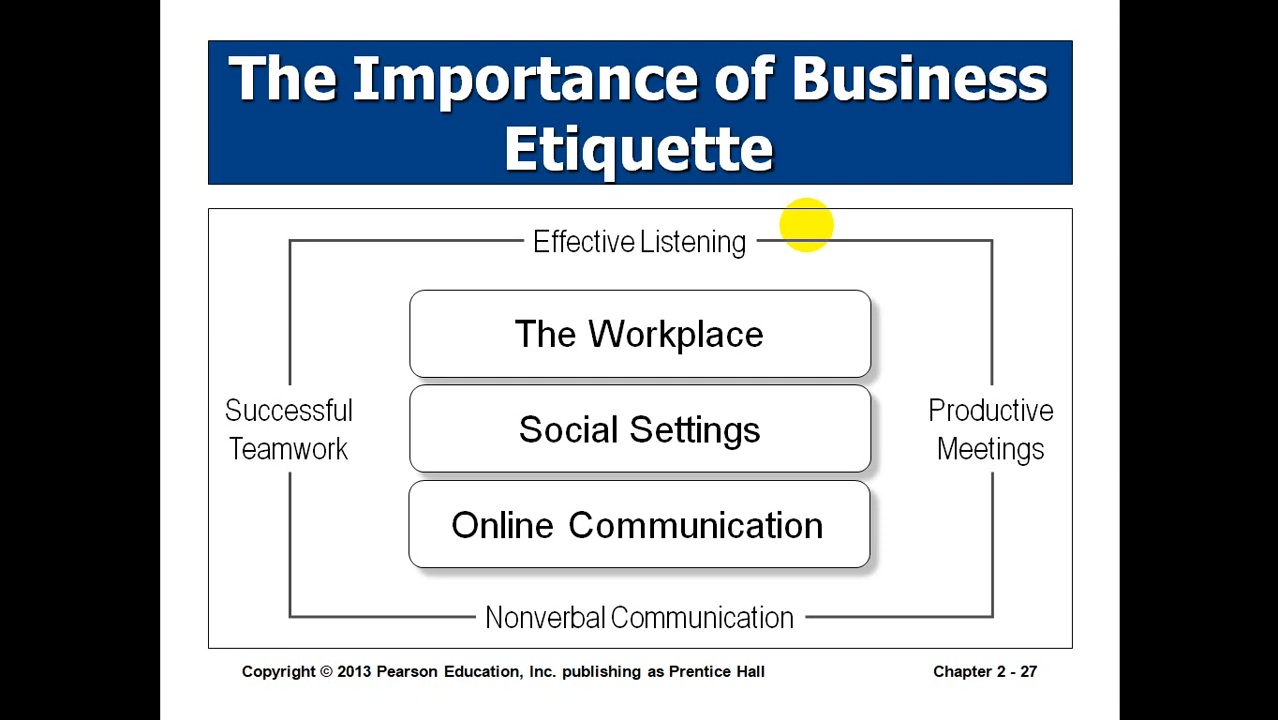 The Importance of Business
Etiquette
Effective Listening
The Workplace
Successful
Teamwork
Social Settings
Productive
Meetings
Online Communication
Nonverbal Communication
Copyright © 2013 Pearson Education, Inc. publishing as Prentice Hall
Chapter 2 - 27